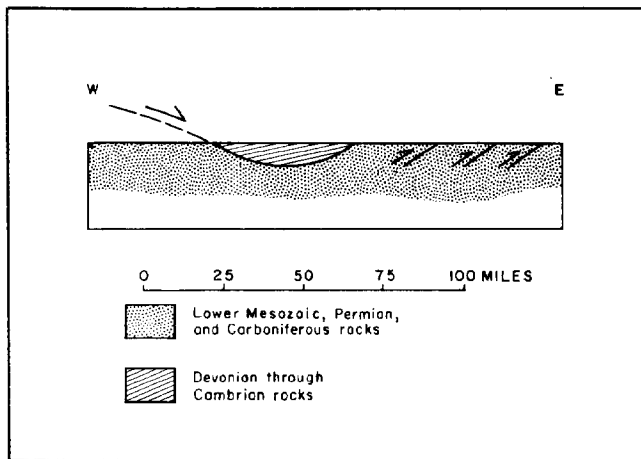 W E
0 25 50 75 100 MILES
Lower Mesozoic, Permian,
and Carboniferous rocks
Devonian through
Cambrian rocks